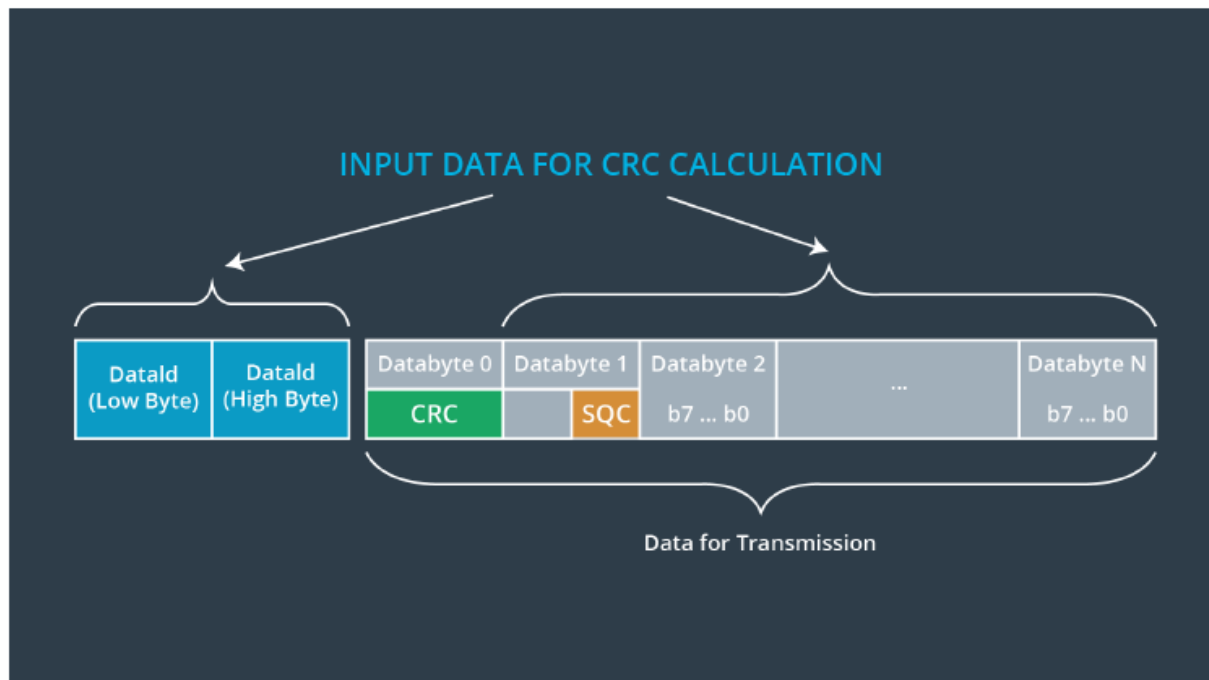 INPUT DATA FOR CRC CALCULATION
DataId
(Low Byte)
DataId
(High Byte)
Databyte 0
CRC
Databyte 1
SQC
Databyte 2
b7 ... b0
...
Databyte N
b7 ... b0
Data for Transmission